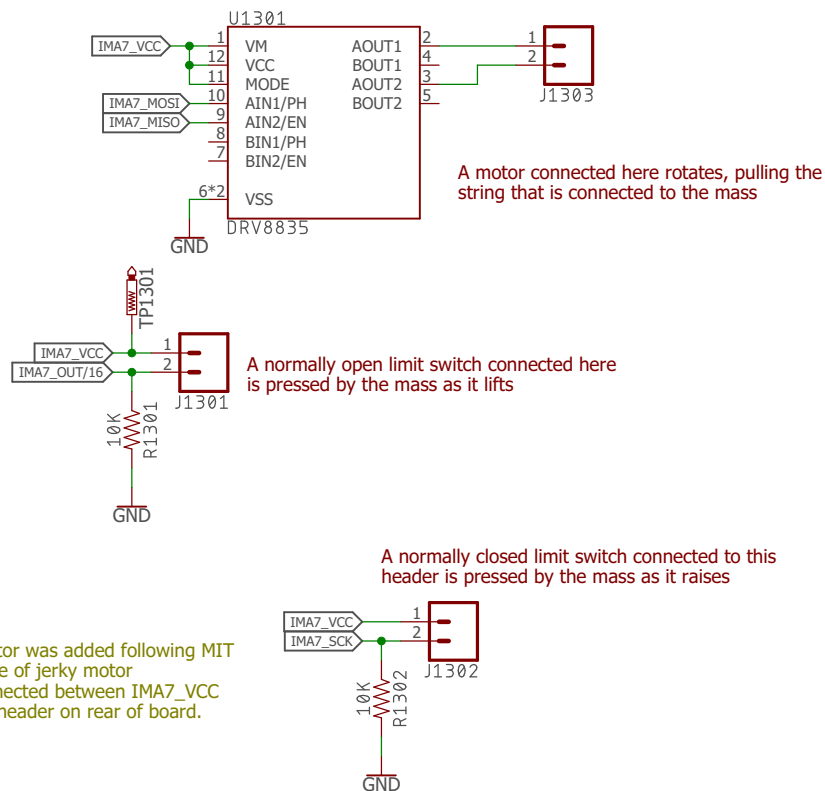 U1301
IMA7_VCC
1
VM
AOUT1
2
12
VCC
BOUT1
4
11
MODE
AOUT2
3
IMA7_MOSI
10
AIN1/PH
BOUT2
5
IMA7_MISO
9
AIN2/EN
8
BIN1/PH
7
BIN2/EN
6*2
VSS
DRV8835
GND
1
2
J1303
A motor connected here rotates, pulling the
string that is connected to the mass
TP1301
IMA7_VCC
1
IMA7_OUT/16
2
J1301
A normally open limit switch connected here
is pressed by the mass as it lifts
10K
R1301
GND
A normally closed limit switch connected to this
header is pressed by the mass as it raises
IMA7_VCC
1
IMA7_SCK
2
J1302
10K
R1302
GND
tor was added following MIT
e of jerky motor
nected between IMA7_VCC
header on rear of board.